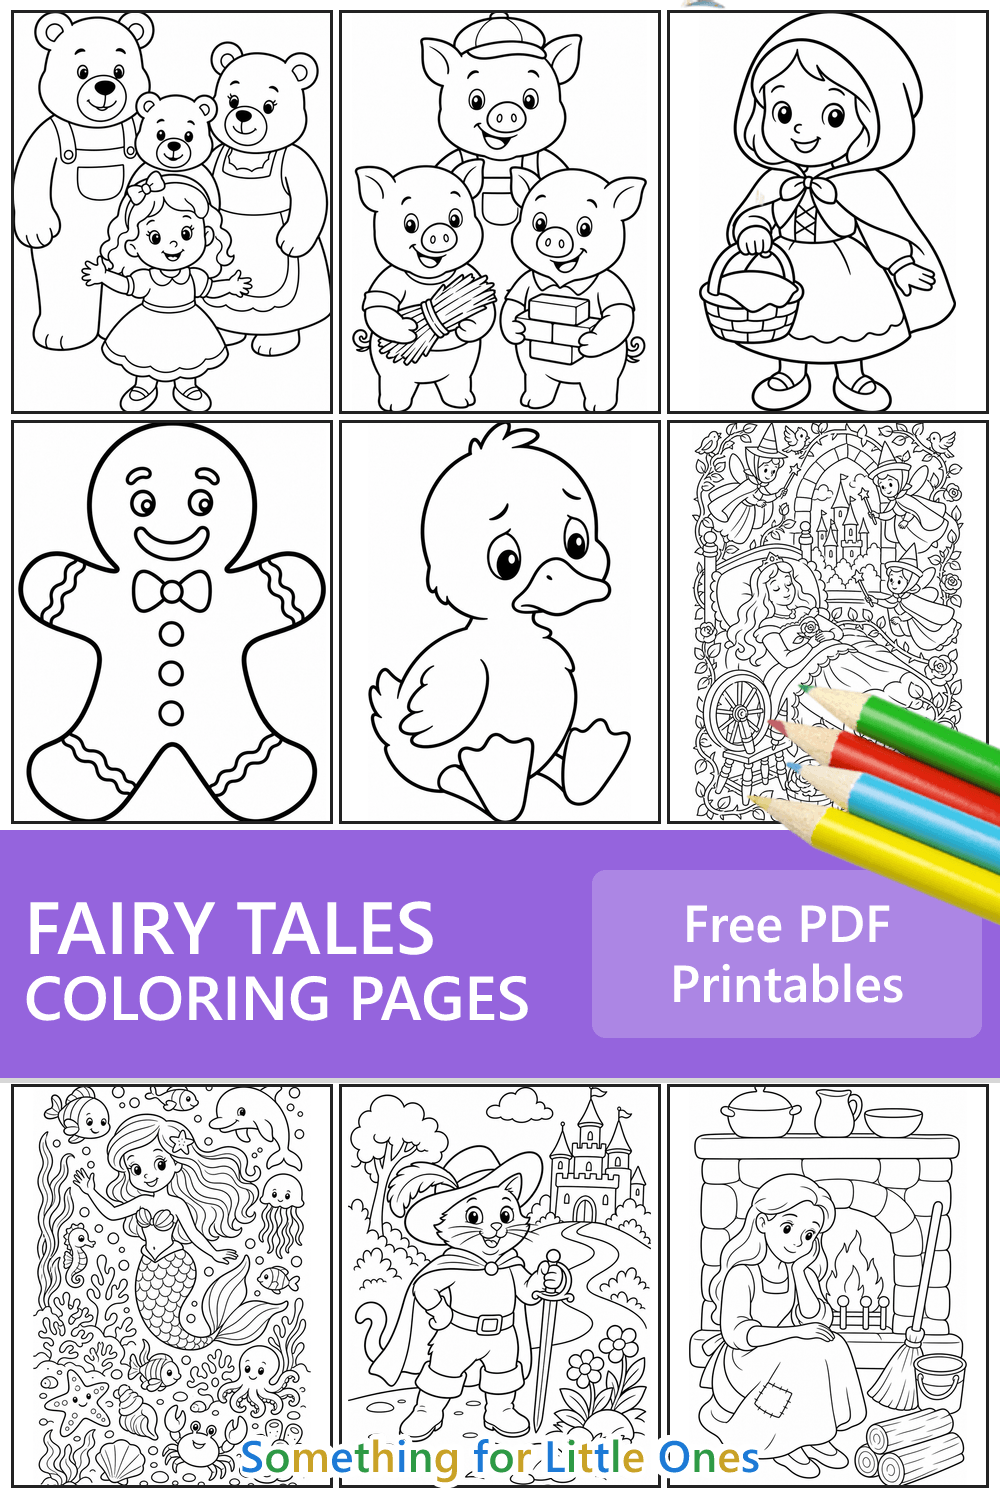 FAIRY TALES
COLORING PAGES
Free PDF
Printables
Something for Little Ones